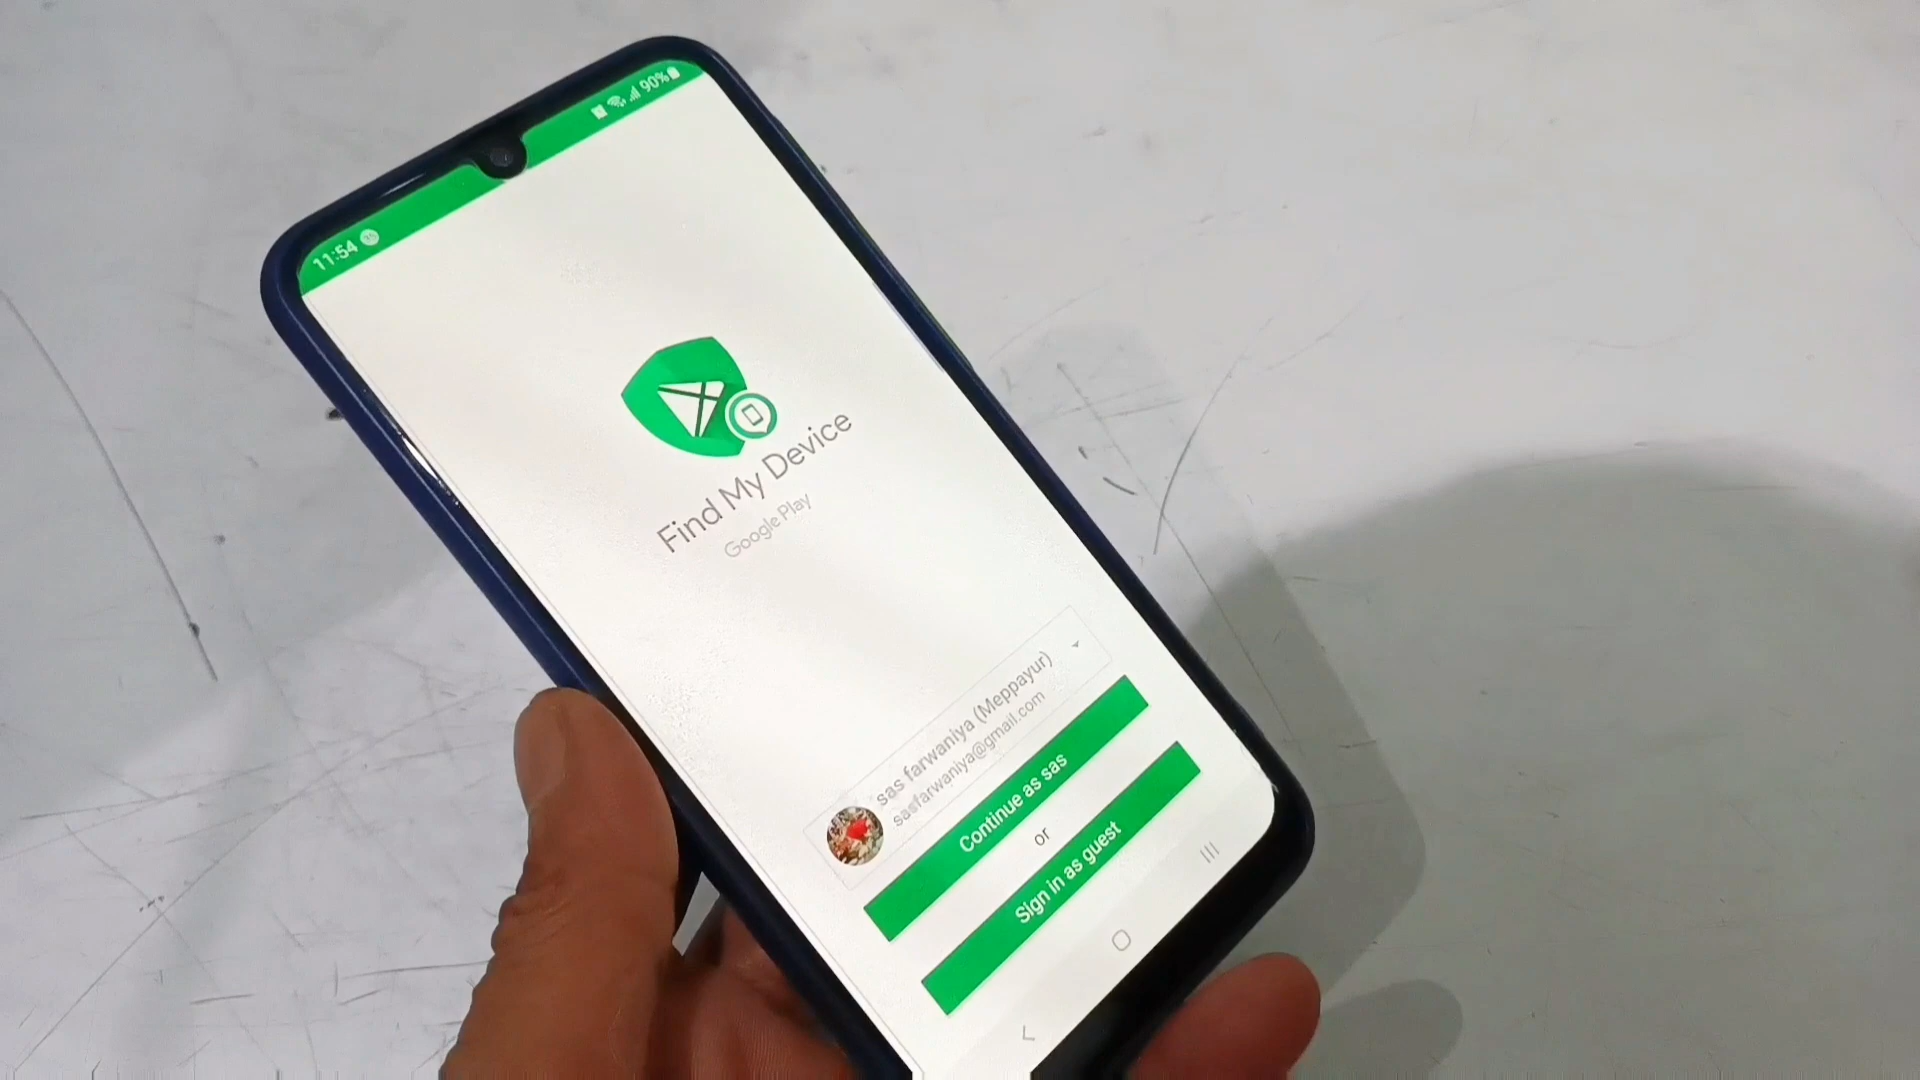 11:54
90%
Find My Device
Google Play
sas farwaniya (Meppayur)
sasfarwaniya@gmail.com
Continue as sas
or
Sign in as guest